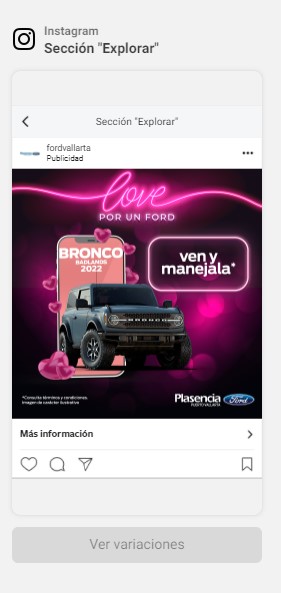 Instagram
Sección "Explorar"
Sección "Explorar"
fordvallarta
Publicidad
love
POR UN FORD
BRONCO
BADLANDS
2022
ven y
manejála*
*Consulta términos y condiciones.
Imagen de carácter ilustrativo
Plasencia
PUERTO VALLARTA
Ford
BRONCO
Más información
Ver variaciones